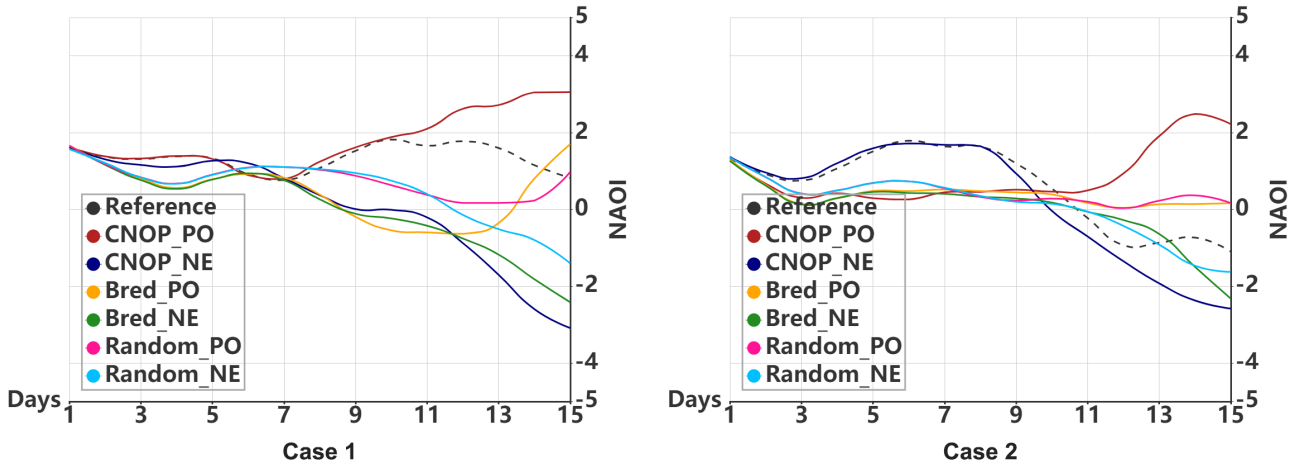 5
4
2
0
-2
-4
-5
NAOI
Reference
CNOP_PO
CNOP_NE
Bred_PO
Bred_NE
Random_PO
Random_NE
Days
1 3 5 7 9 11 13 15
Case 1
5
4
2
0
-2
-4
-5
NAOI
Reference
CNOP_PO
CNOP_NE
Bred_PO
Bred_NE
Random_PO
Random_NE
Days
1 3 5 7 9 11 13 15
Case 2